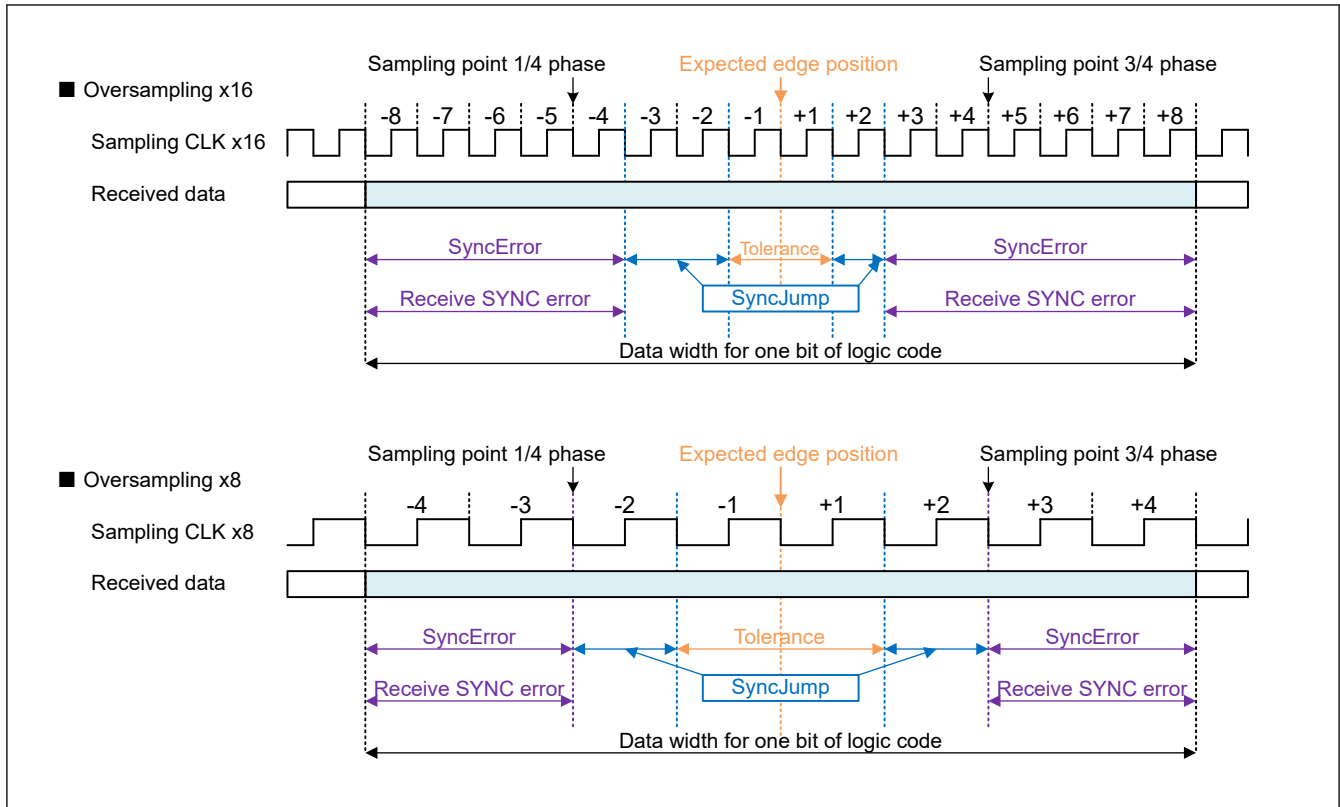 Sampling point 1/4 phase Expected edge position Sampling point 3/4 phase
■ Oversampling x16
-8 -7 -6 -5 -4 -3 -2 -1 +1 +2 +3 +4 +5 +6 +7 +8
Sampling CLK x16
Received data
SyncError Tolerance SyncError
Receive SYNC error SyncJump Receive SYNC error
Data width for one bit of logic code
Sampling point 1/4 phase Expected edge position Sampling point 3/4 phase
■ Oversampling x8
-4 -3 -2 -1 +1 +2 +3 +4
Sampling CLK x8
Received data
SyncError Tolerance SyncError
Receive SYNC error SyncJump Receive SYNC error
Data width for one bit of logic code